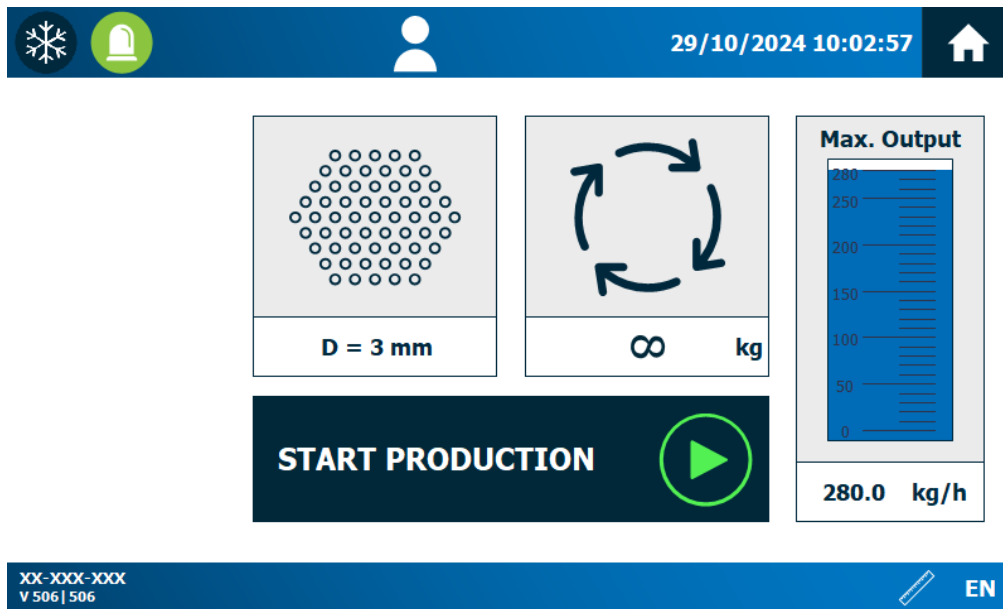 29/10/2024 10:02:57
D = 3 mm
∞ kg
Max. Output
280
250
200
150
100
50
0
280.0 kg/h
START PRODUCTION
XX-XXX-XXX
V 506|506
EN